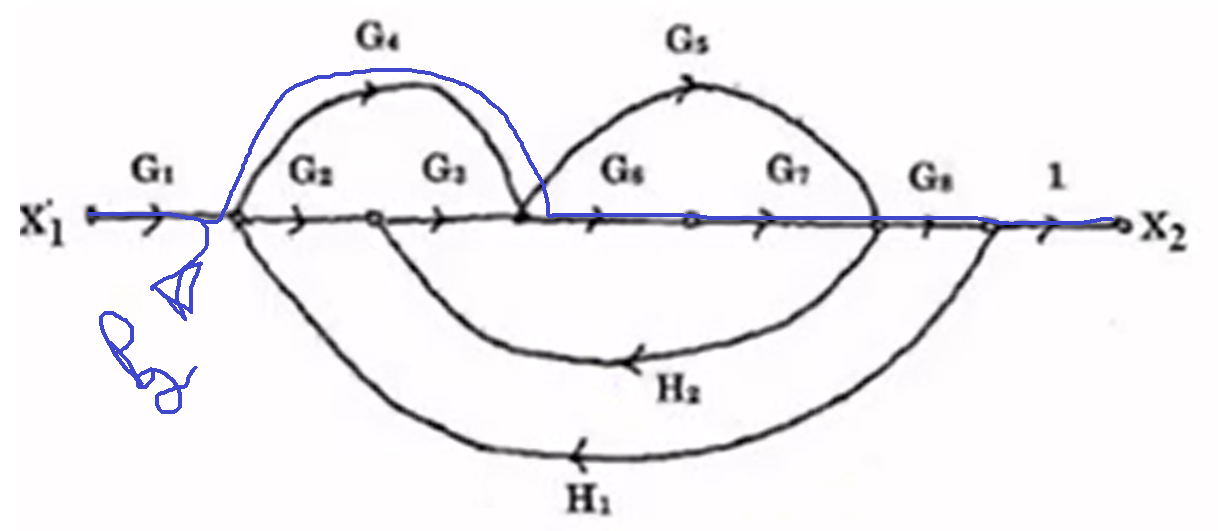 G₄ G₅
G₁ G₂ G₃ G₆ G₇ G₈ 1
X₁ X₂
H₂
H₁